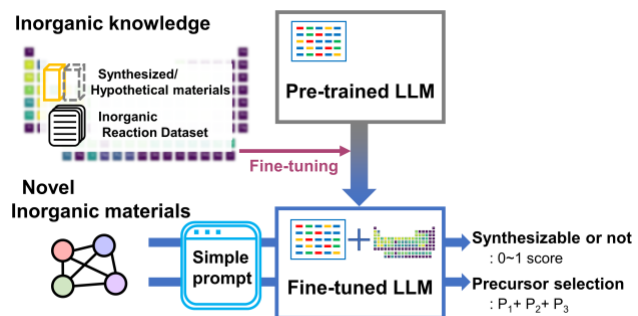 Inorganic knowledge
Synthesized/
Hypothetical materials
Inorganic
Reaction Dataset
Pre-trained LLM
Fine-tuning
Novel
Inorganic materials
Simple
prompt
Fine-tuned LLM
Synthesizable or not
: 0~1 score
Precursor selection
: P₁+ P₂+ P₃